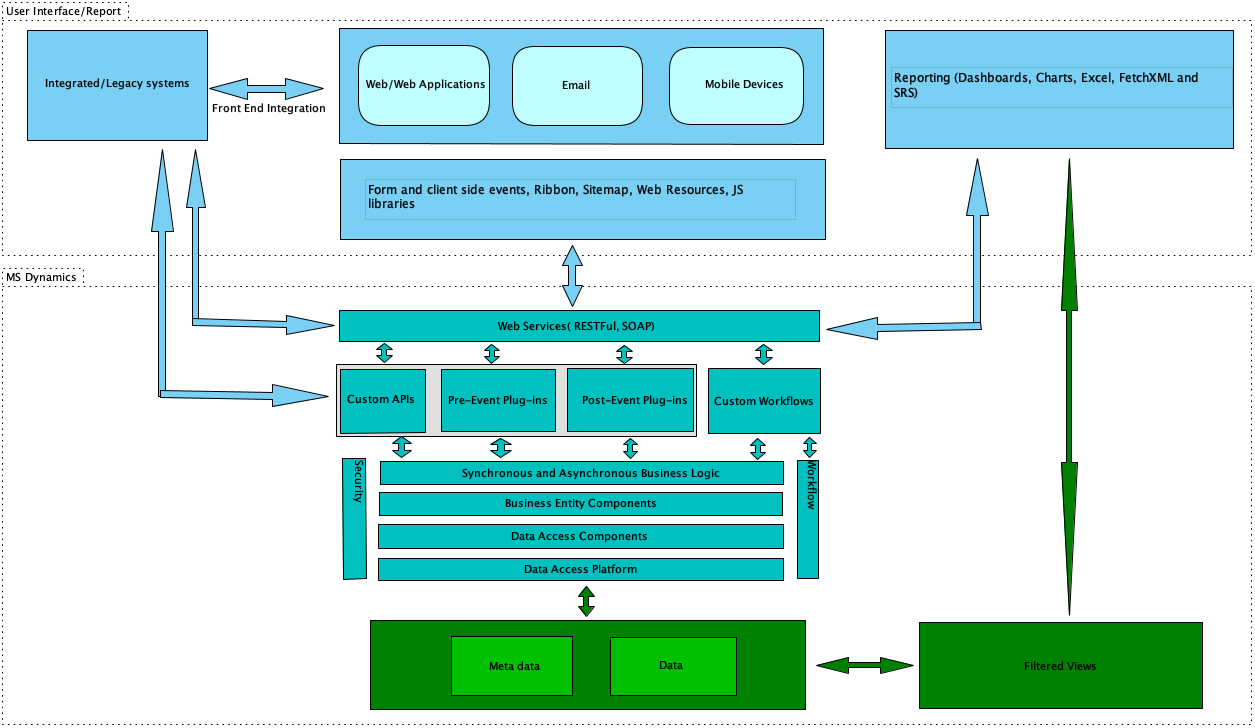 User Interface/Report
Integrated/Legacy systems
Front End Integration
Web/Web Applications
Email
Mobile Devices
Reporting (Dashboards, Charts, Excel, FetchXML and
SRS)
Form and client side events, Ribbon, Sitemap, Web Resources, JS
libraries
MS Dynamics
Web Services( RESTFul, SOAP)
Custom APIs
Pre-Event Plug-ins
Post-Event Plug-ins
Custom Workflows
Security
Synchronous and Asynchronous Business Logic
Workflow
Business Entity Components
Data Access Components
Data Access Platform
Meta data
Data
Filtered Views